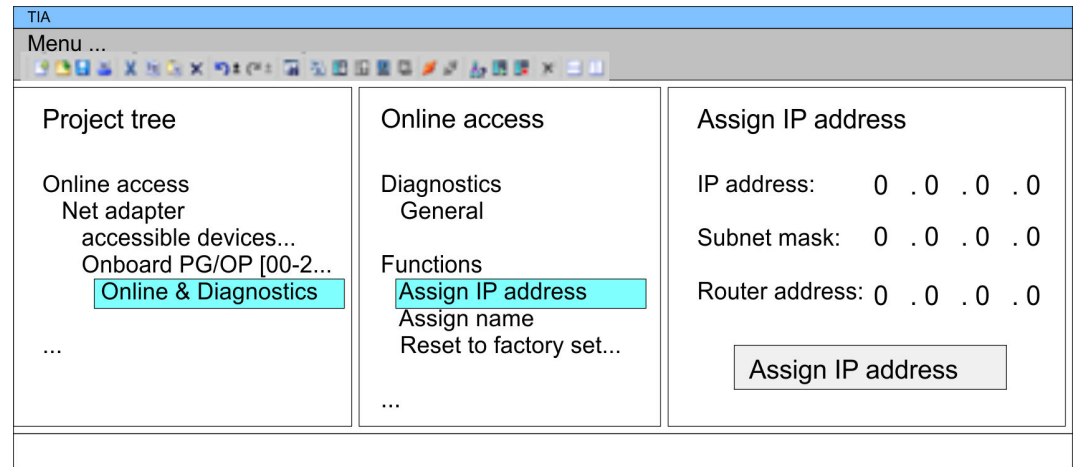 TIA
Menu ...
Project tree
Online access
Net adapter
accessible devices...
Onboard PG/OP [00-2...
Online & Diagnostics
...
Online access
Diagnostics
General
Functions
Assign IP address
Assign name
Reset to factory set...
...
Assign IP address
IP address: 0 . 0 . 0 . 0
Subnet mask: 0 . 0 . 0 . 0
Router address: 0 . 0 . 0 . 0
Assign IP address